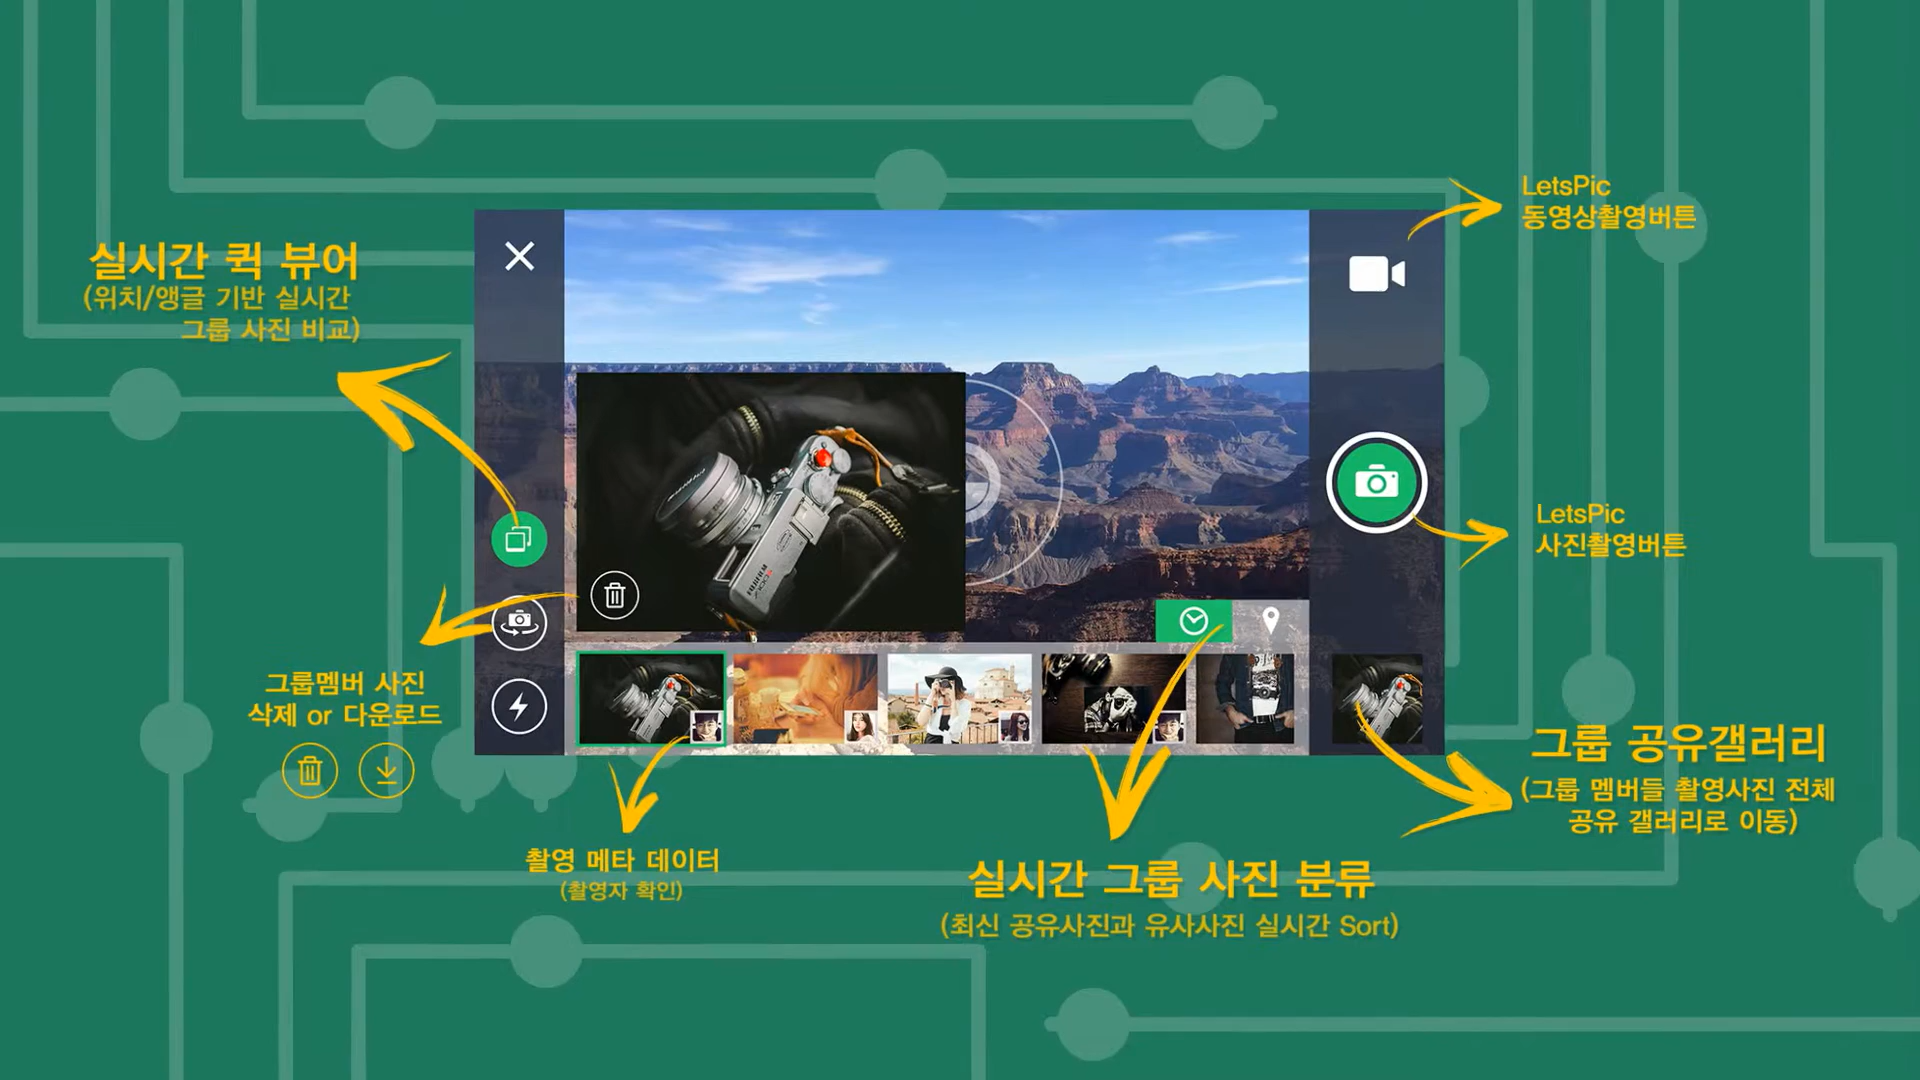 LetsPic
동영상촬영버튼
실시간 퀵 뷰어
(위치/앵글 기반 실시간
그룹 사진 비교)
LetsPic
사진촬영버튼
그룹멤버 사진
삭제 or 다운로드
그룹 공유갤러리
(그룹 멤버들 촬영사진 전체
공유 갤러리로 이동)
촬영 메타 데이터
(촬영자 확인)
실시간 그룹 사진 분류
(최신 공유사진과 유사사진 실시간 Sort)